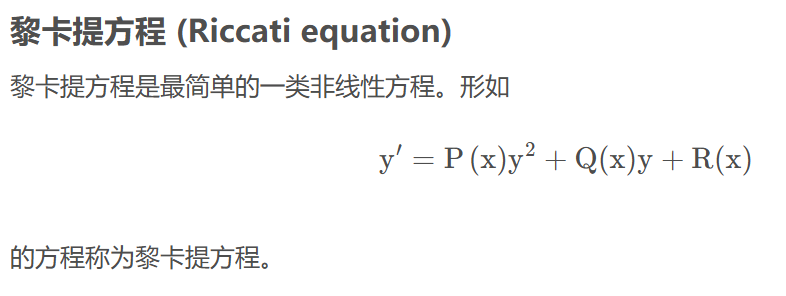 黎卡提方程 (Riccati equation)
黎卡提方程是最简单的一类非线性方程。形如
y′ = P (x)y² + Q(x)y + R(x)
的方程称为黎卡提方程。